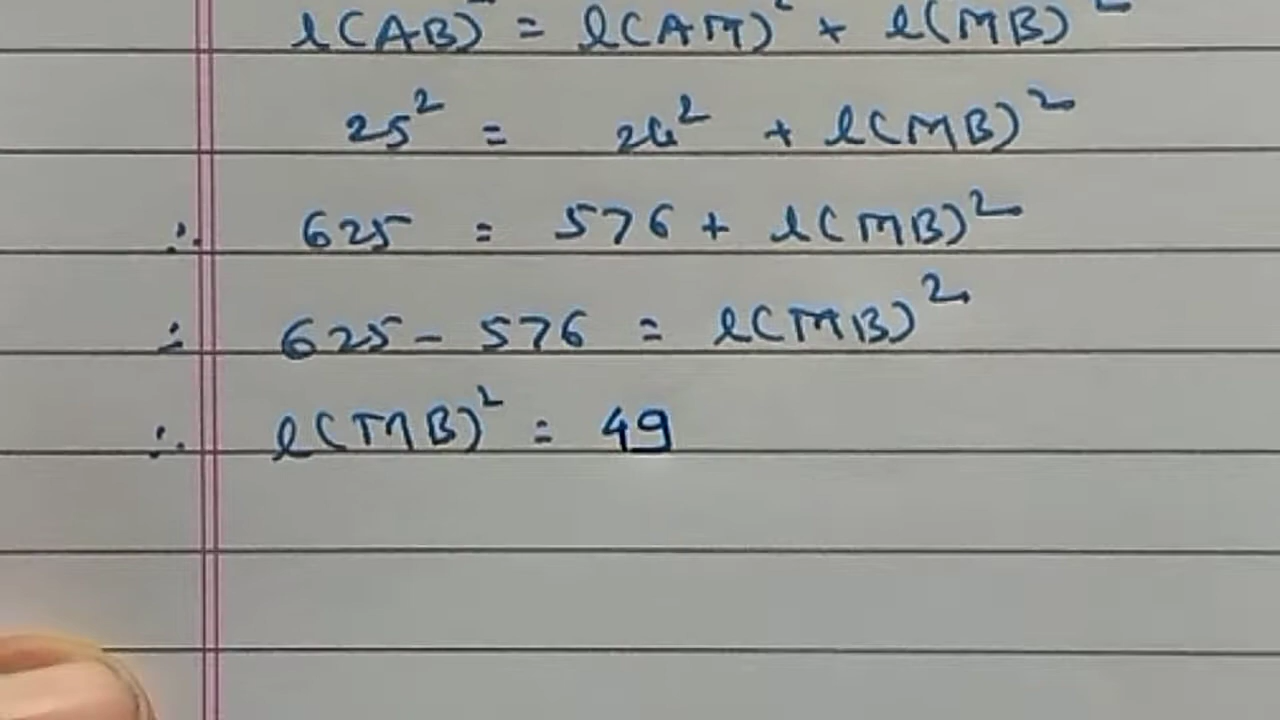 l(AB)² = l(AM)² + l(MB)²
25² = 24² + l(MB)²
∴ 625 = 576 + l(MB)²
∴ 625 - 576 = l(MB)²
∴ l(MB)² = 49